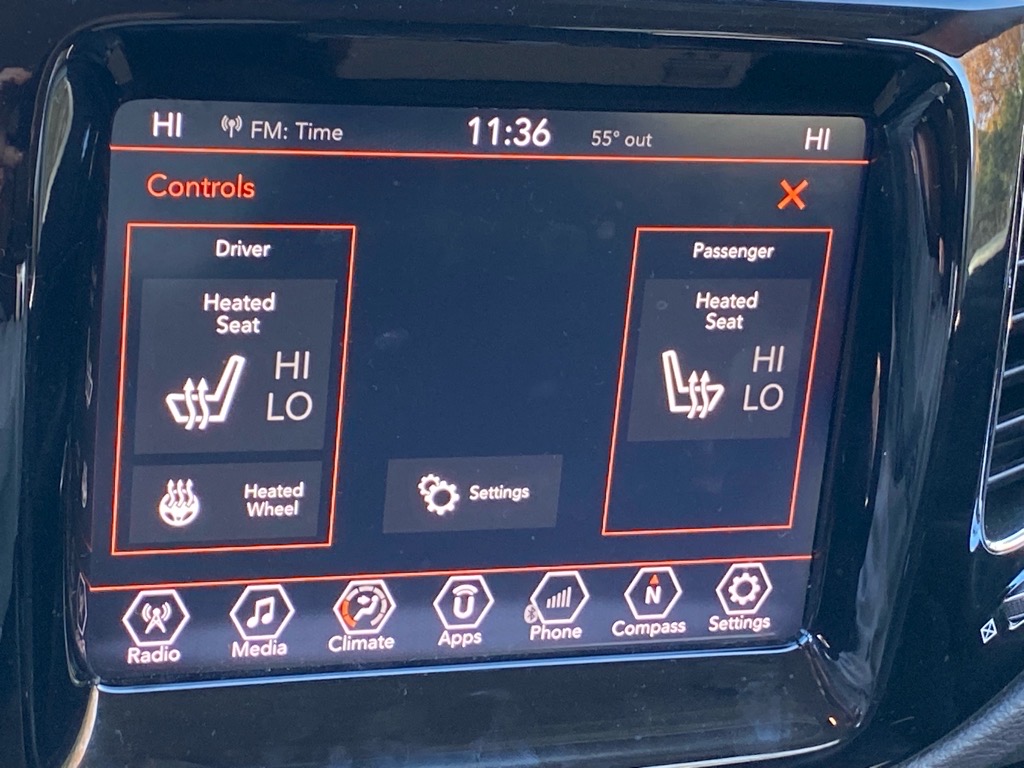 HI FM: Time 11:36 55° out HI
Controls
Driver
Heated
Seat
HI
LO
Heated
Wheel
Settings
Passenger
Heated
Seat
HI
LO
Radio Media Climate Apps Phone N Compass Settings